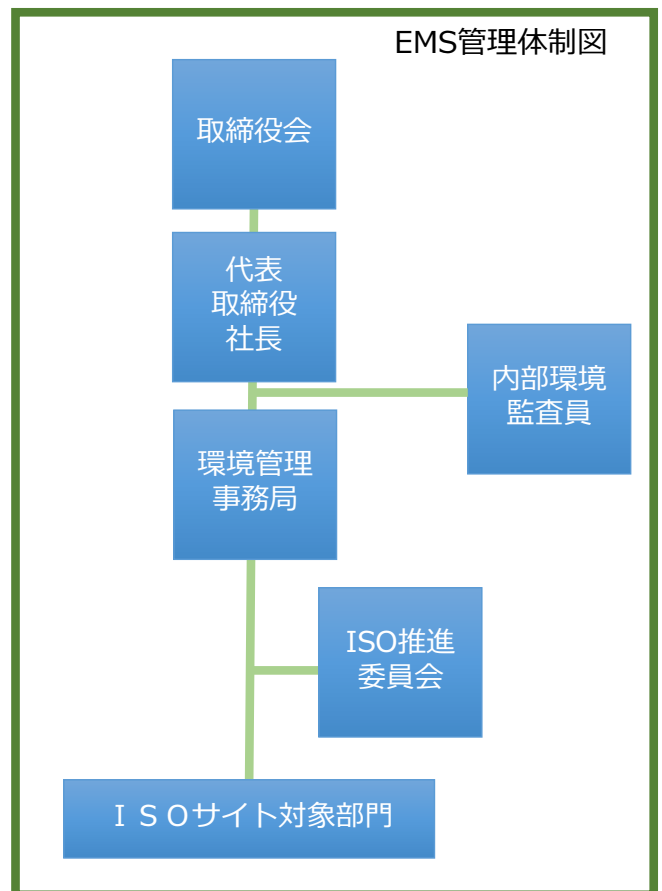 EMS管理体制図
取締役会
代表
取締役
社長
内部環境
監査員
環境管理
事務局
ISO推進
委員会
ＩＳＯサイト対象部門